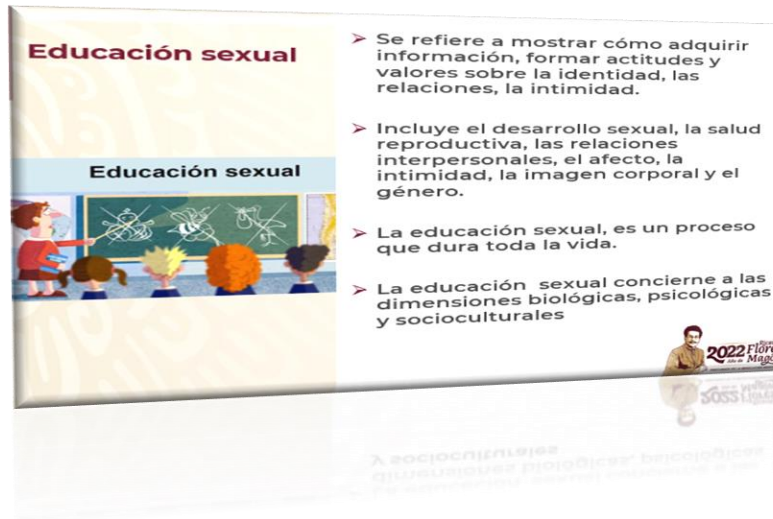 Educación sexual
Educación sexual
➢ Se refiere a mostrar cómo adquirir
información, formar actitudes y
valores sobre la identidad, las
relaciones, la intimidad.
➢ Incluye el desarrollo sexual, la salud
reproductiva, las relaciones
interpersonales, el afecto, la
intimidad, la imagen corporal y el
género.
➢ La educación sexual, es un proceso
que dura toda la vida.
➢ La educación sexual concierne a las
dimensiones biológicas, psicológicas
y socioculturales
2022